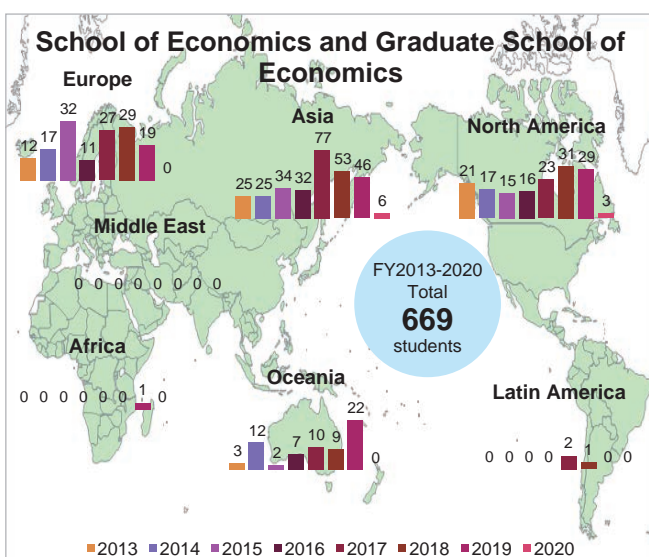 School of Economics and Graduate School of
Economics
Europe
12 17 32 11 27 29 19 0
Asia
25 25 34 32 77 53 46 6
North America
21 17 15 16 23 31 29 3
Middle East
0 0 0 0 0 0 0 0
FY2013-2020
Total
669
students
Africa
0 0 0 0 0 0 1 0
Oceania
3 12 2 7 10 9 22 0
Latin America
0 0 0 0 2 1 0 0
2013 2014 2015 2016 2017 2018 2019 2020